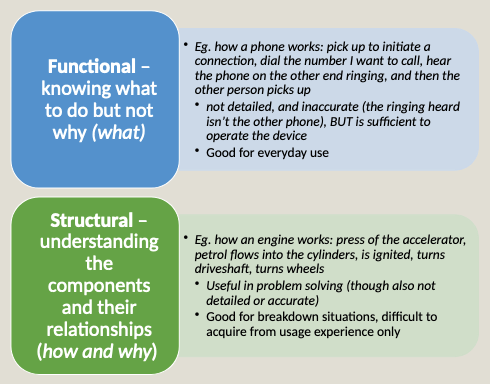 Functional –
knowing what
to do but not
why (what)
• Eg. how a phone works: pick up to initiate a
connection, dial the number I want to call, hear
the phone on the other end ringing, and then the
other person picks up
• not detailed, and inaccurate (the ringing heard
isn't the other phone), BUT is sufficient to
operate the device
• Good for everyday use
Structural –
understanding
the
components
and their
relationships
(how and why)
• Eg. how an engine works: press of the accelerator,
petrol flows into the cylinders, is ignited, turns
driveshaft, turns wheels
• Useful in problem solving (though also not
detailed or accurate)
• Good for breakdown situations, difficult to
acquire from usage experience only